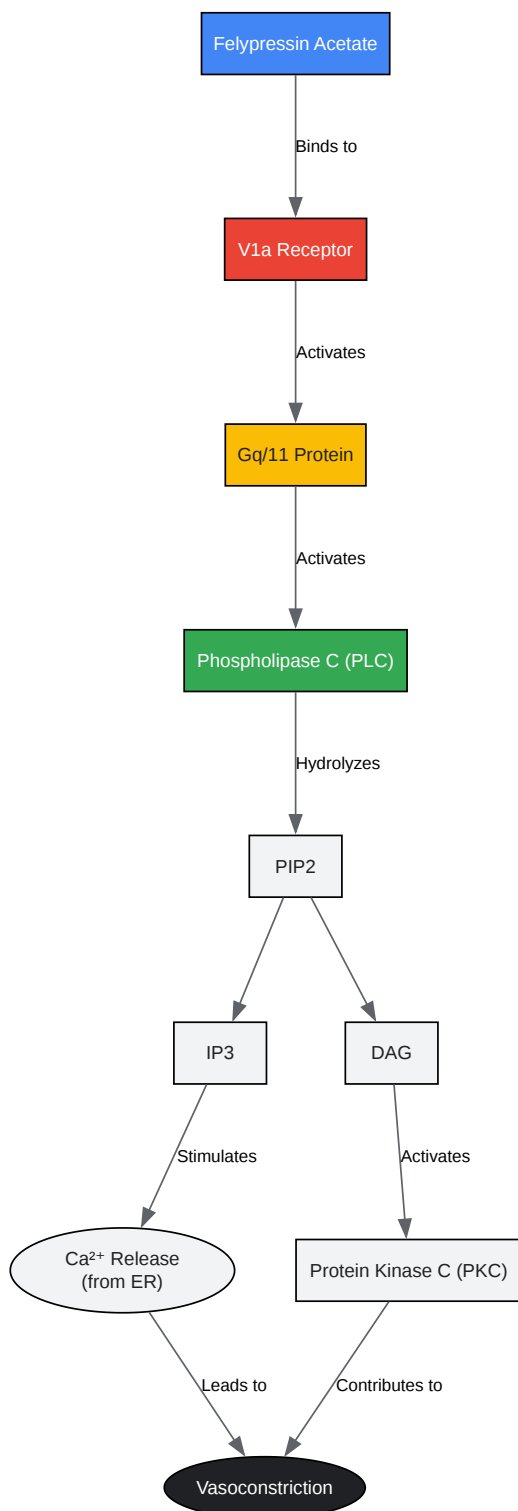 Felypressin Acetate
Binds to
V1a Receptor
Activates
Gq/11 Protein
Activates
Phospholipase C (PLC)
Hydrolyzes
PIP2
IP3
DAG
Stimulates
Activates
Ca²⁺ Release
(from ER)
Protein Kinase C (PKC)
Leads to
Contributes to
Vasoconstriction